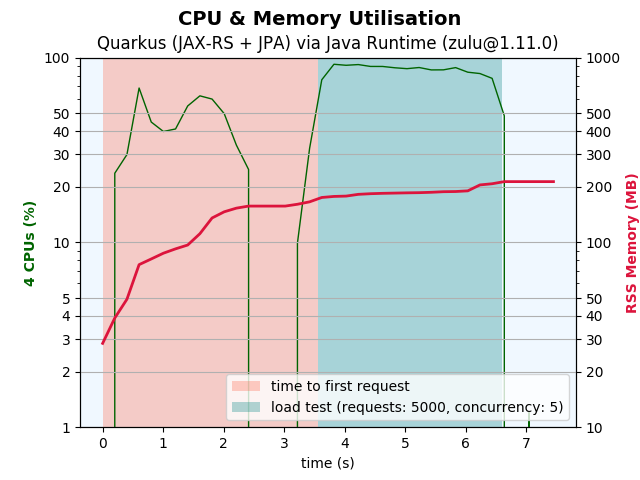 CPU & Memory Utilisation
Quarkus (JAX-RS + JPA) via Java Runtime (zulu@1.11.0)
100
50
40
30
20
10
5
4
3
2
1
4 CPUs (%)
1000
500
400
300
200
100
50
40
30
20
10
RSS Memory (MB)
time to first request
load test (requests: 5000, concurrency: 5)
0 1 2 3 4 5 6 7
time (s)